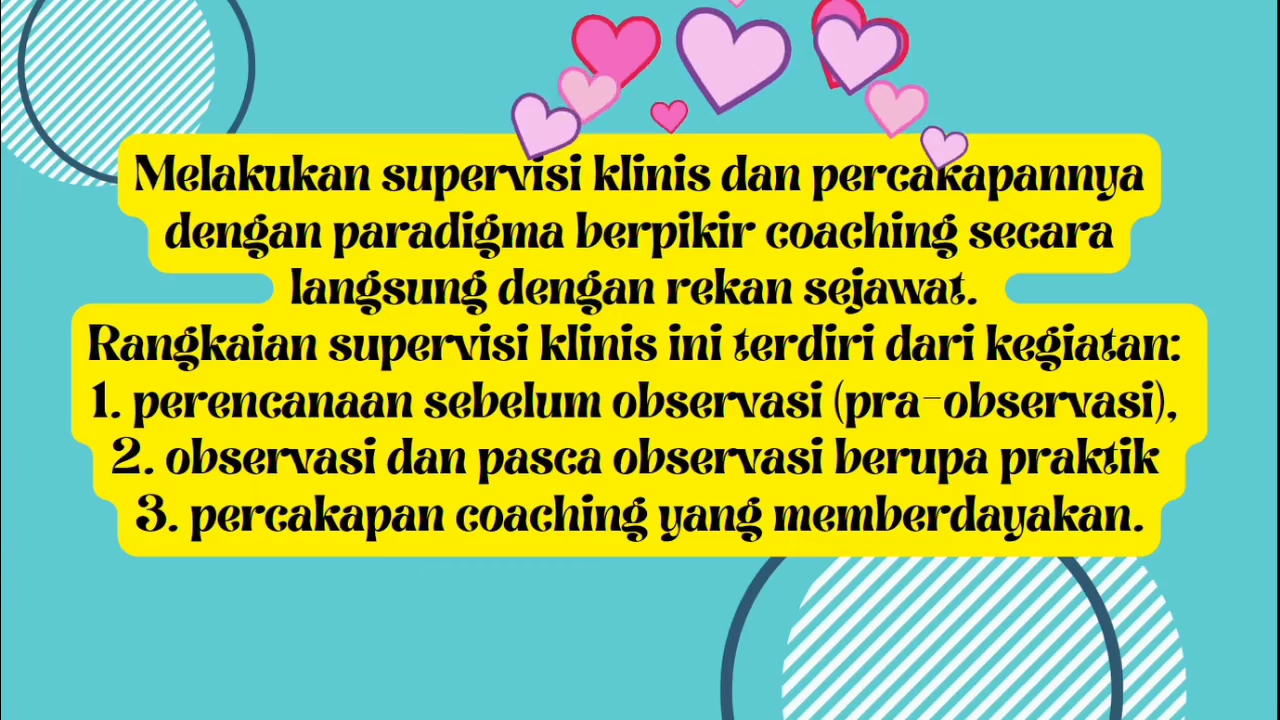 Melakukan supervisi klinis dan percakapannya
dengan paradigma berpikir coaching secara
langsung dengan rekan sejawat.
Rangkaian supervisi klinis ini terdiri dari kegiatan:
1. perencanaan sebelum observasi (pra-observasi),
2. observasi dan pasca observasi berupa praktik
3. percakapan coaching yang memberdayakan.